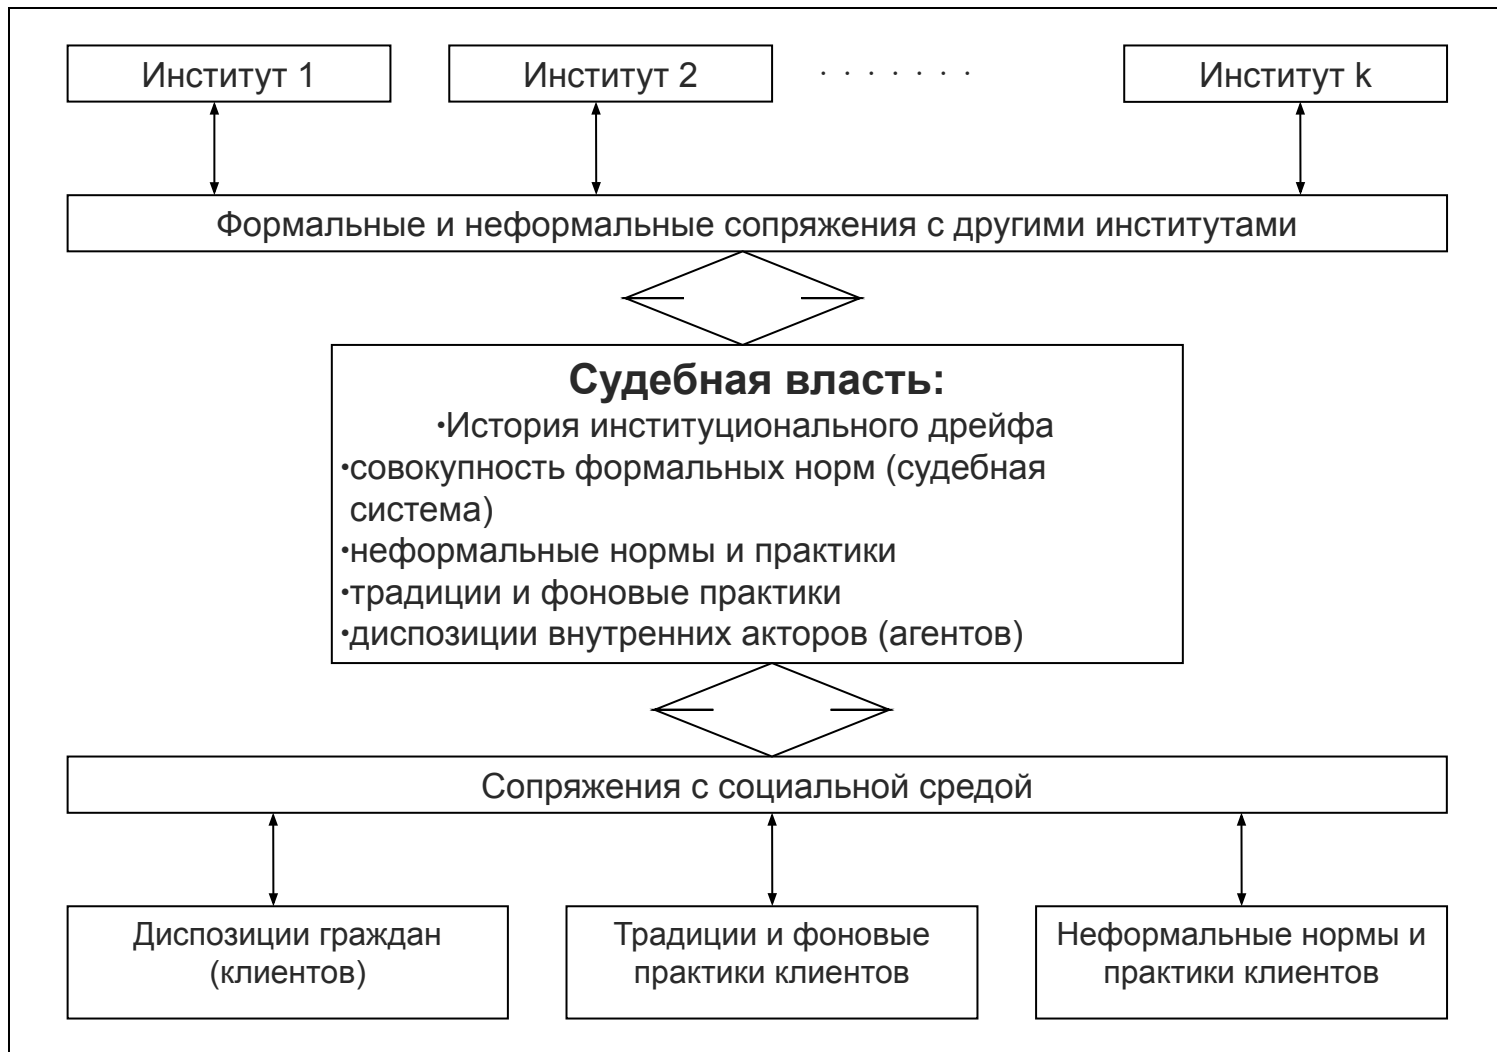 Институт 1
Институт 2
. . . . . . .
Институт k
Формальные и неформальные сопряжения с другими институтами
Судебная власть:
•История институционального дрейфа
•совокупность формальных норм (судебная
система)
•неформальные нормы и практики
•традиции и фоновые практики
•диспозиции внутренних акторов (агентов)
Сопряжения с социальной средой
Диспозиции граждан
(клиентов)
Традиции и фоновые
практики клиентов
Неформальные нормы и
практики клиентов